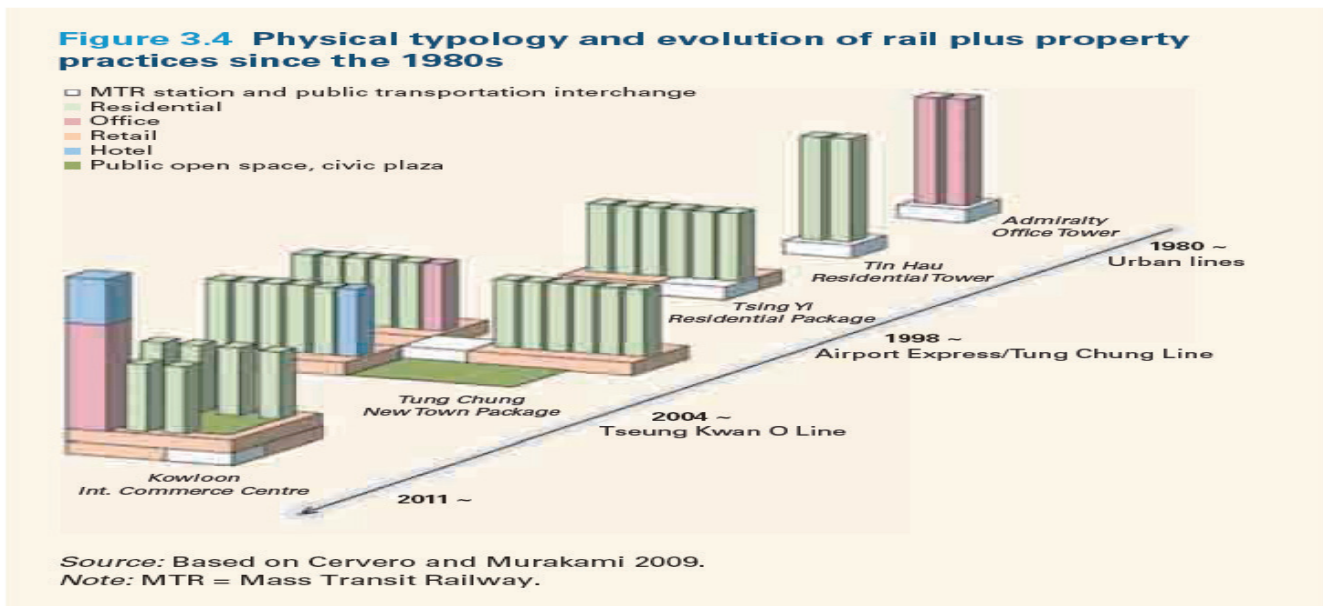 Figure 3.4 Physical typology and evolution of rail plus property
practices since the 1980s
MTR station and public transportation interchange
Residential
Office
Retail
Hotel
Public open space, civic plaza
Admiralty
Office Tower
1980 ~
Urban lines
Tin Hau
Residential Tower
Tsing Yi
Residential Package
1998 ~
Airport Express/Tung Chung Line
Tung Chung
New Town Package
2004 ~
Tseung Kwan O Line
Kowloon
Int. Commerce Centre
2011 ~
Source: Based on Cervero and Murakami 2009.
Note: MTR = Mass Transit Railway.